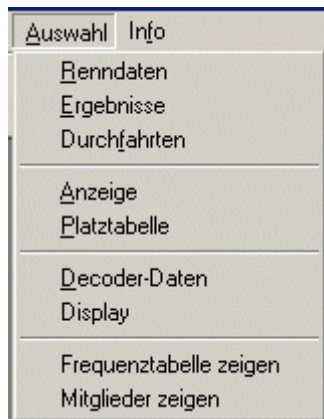 Auswahl Info
Renndaten
Ergebnisse
Durchfahrten
Anzeige
Platztabelle
Decoder-Daten
Display
Frequenztabelle zeigen
Mitglieder zeigen